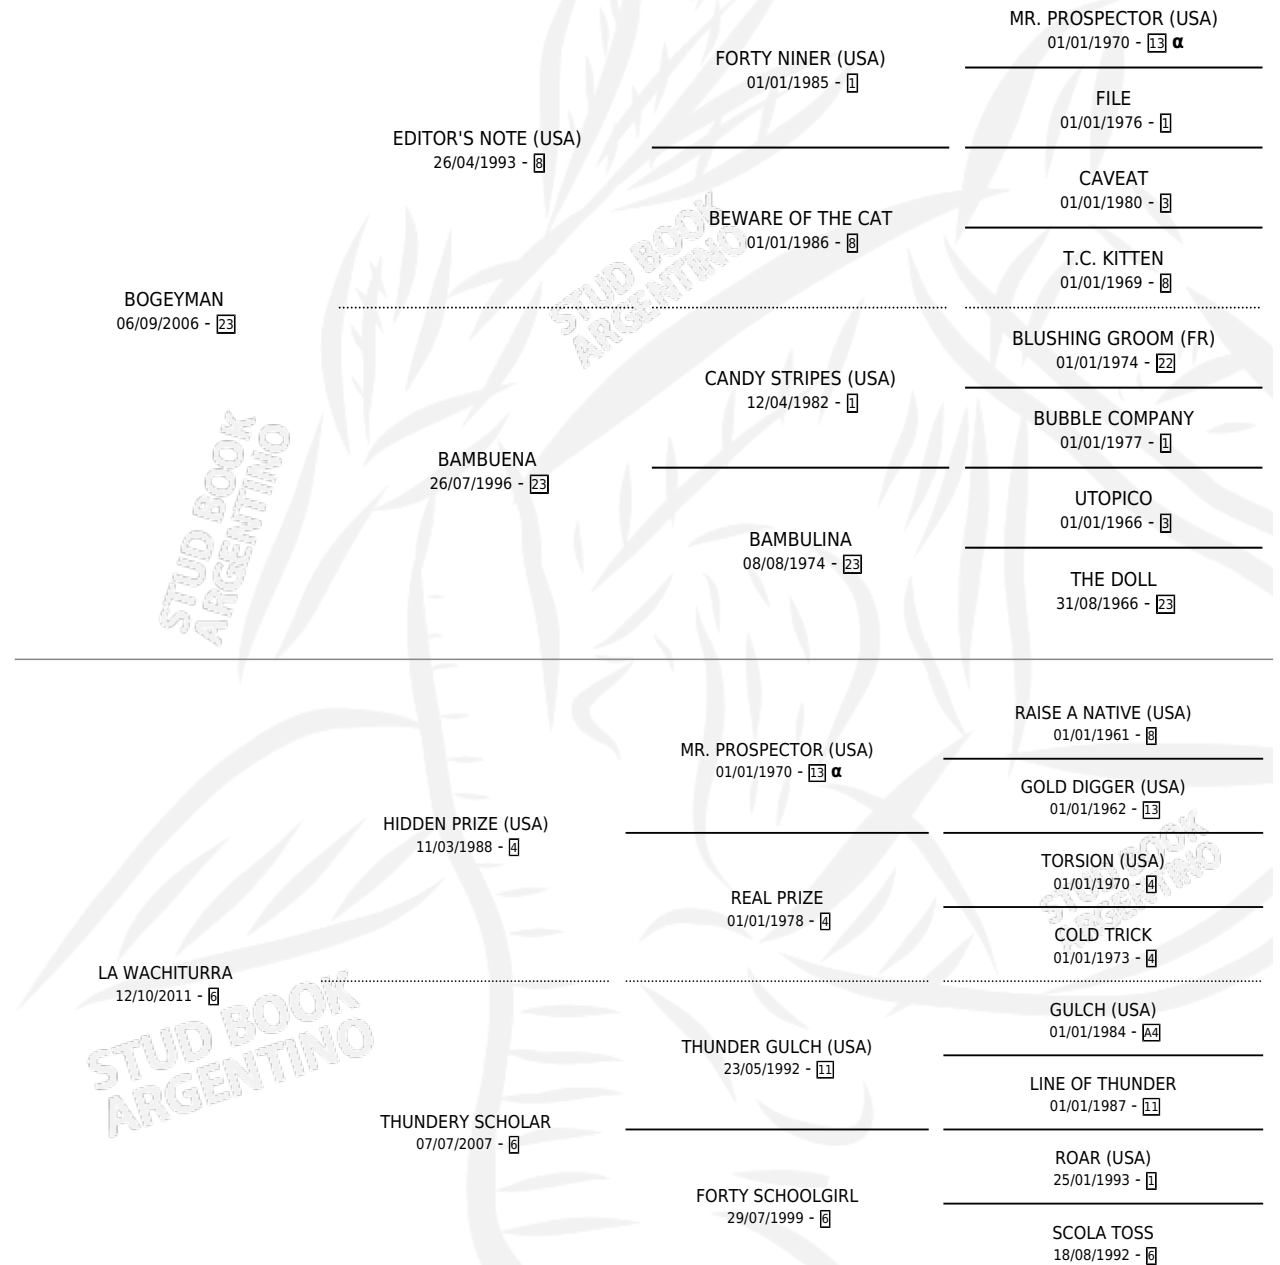 MR. PROSPECTOR (USA)
01/01/1970 - 13 α
FORTY NINER (USA)
01/01/1985 - 1
FILE
01/01/1976 - 1
EDITOR'S NOTE (USA)
26/04/1993 - 8
CAVEAT
01/01/1980 - 3
BEWARE OF THE CAT
01/01/1986 - 8
T.C. KITTEN
01/01/1969 - 8
BOGEYMAN
06/09/2006 - 23
BLUSHING GROOM (FR)
01/01/1974 - 22
CANDY STRIPES (USA)
12/04/1982 - 1
BUBBLE COMPANY
01/01/1977 - 1
BAMBUENA
26/07/1996 - 23
UTOPICO
01/01/1966 - 3
BAMBULINA
08/08/1974 - 23
THE DOLL
31/08/1966 - 23
RAISE A NATIVE (USA)
01/01/1961 - 8
MR. PROSPECTOR (USA)
01/01/1970 - 13 α
GOLD DIGGER (USA)
01/01/1962 - 13
HIDDEN PRIZE (USA)
11/03/1988 - 4
TORSION (USA)
01/01/1970 - 4
REAL PRIZE
01/01/1978 - 4
COLD TRICK
01/01/1973 - 4
LA WACHITURRA
12/10/2011 - 6
GULCH (USA)
01/01/1984 - A4
THUNDER GULCH (USA)
23/05/1992 - 11
LINE OF THUNDER
01/01/1987 - 11
THUNDERY SCHOLAR
07/07/2007 - 6
ROAR (USA)
25/01/1993 - 1
FORTY SCHOOLGIRL
29/07/1999 - 6
SCOLA TOSS
18/08/1992 - 6
STUD BOOK
ARGENTINO
STUD BOOK
ARGENTINO
STUD BOOK
ARGENTINO
STUD BOOK
ARGENTINO